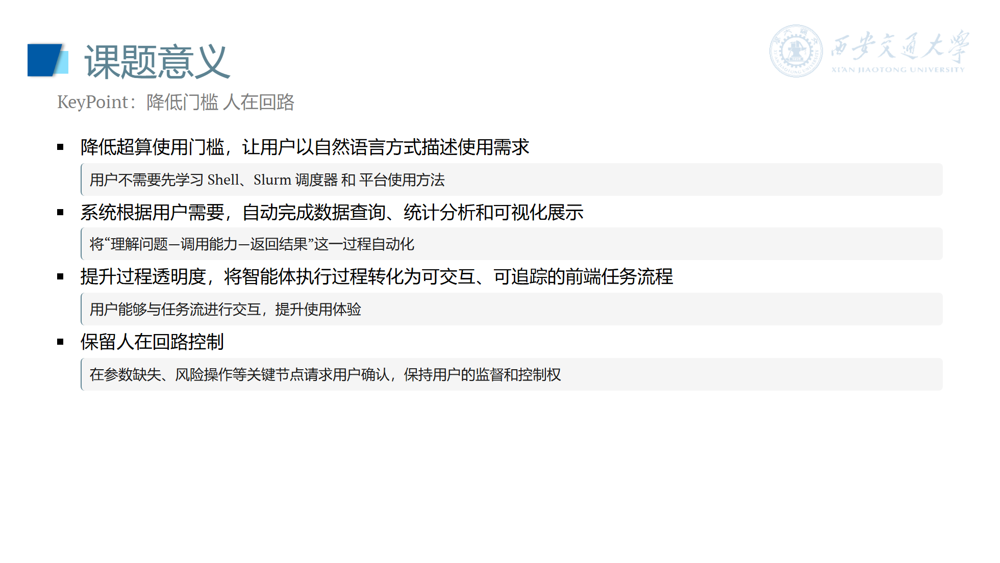 课题意义
西安交通大学
XI'AN JIAOTONG UNIVERSITY
KeyPoint：降低门槛 人在回路
▪ 降低超算使用门槛，让用户以自然语言方式描述使用需求
用户不需要先学习 Shell、Slurm 调度器 和 平台使用方法
▪ 系统根据用户需要，自动完成数据查询、统计分析和可视化展示
将“理解问题—调用能力—返回结果”这一过程自动化
▪ 提升过程透明度，将智能体执行过程转化为可交互、可追踪的前端任务流程
用户能够与任务流进行交互，提升使用体验
▪ 保留人在回路控制
在参数缺失、风险操作等关键节点请求用户确认，保持用户的监督和控制权